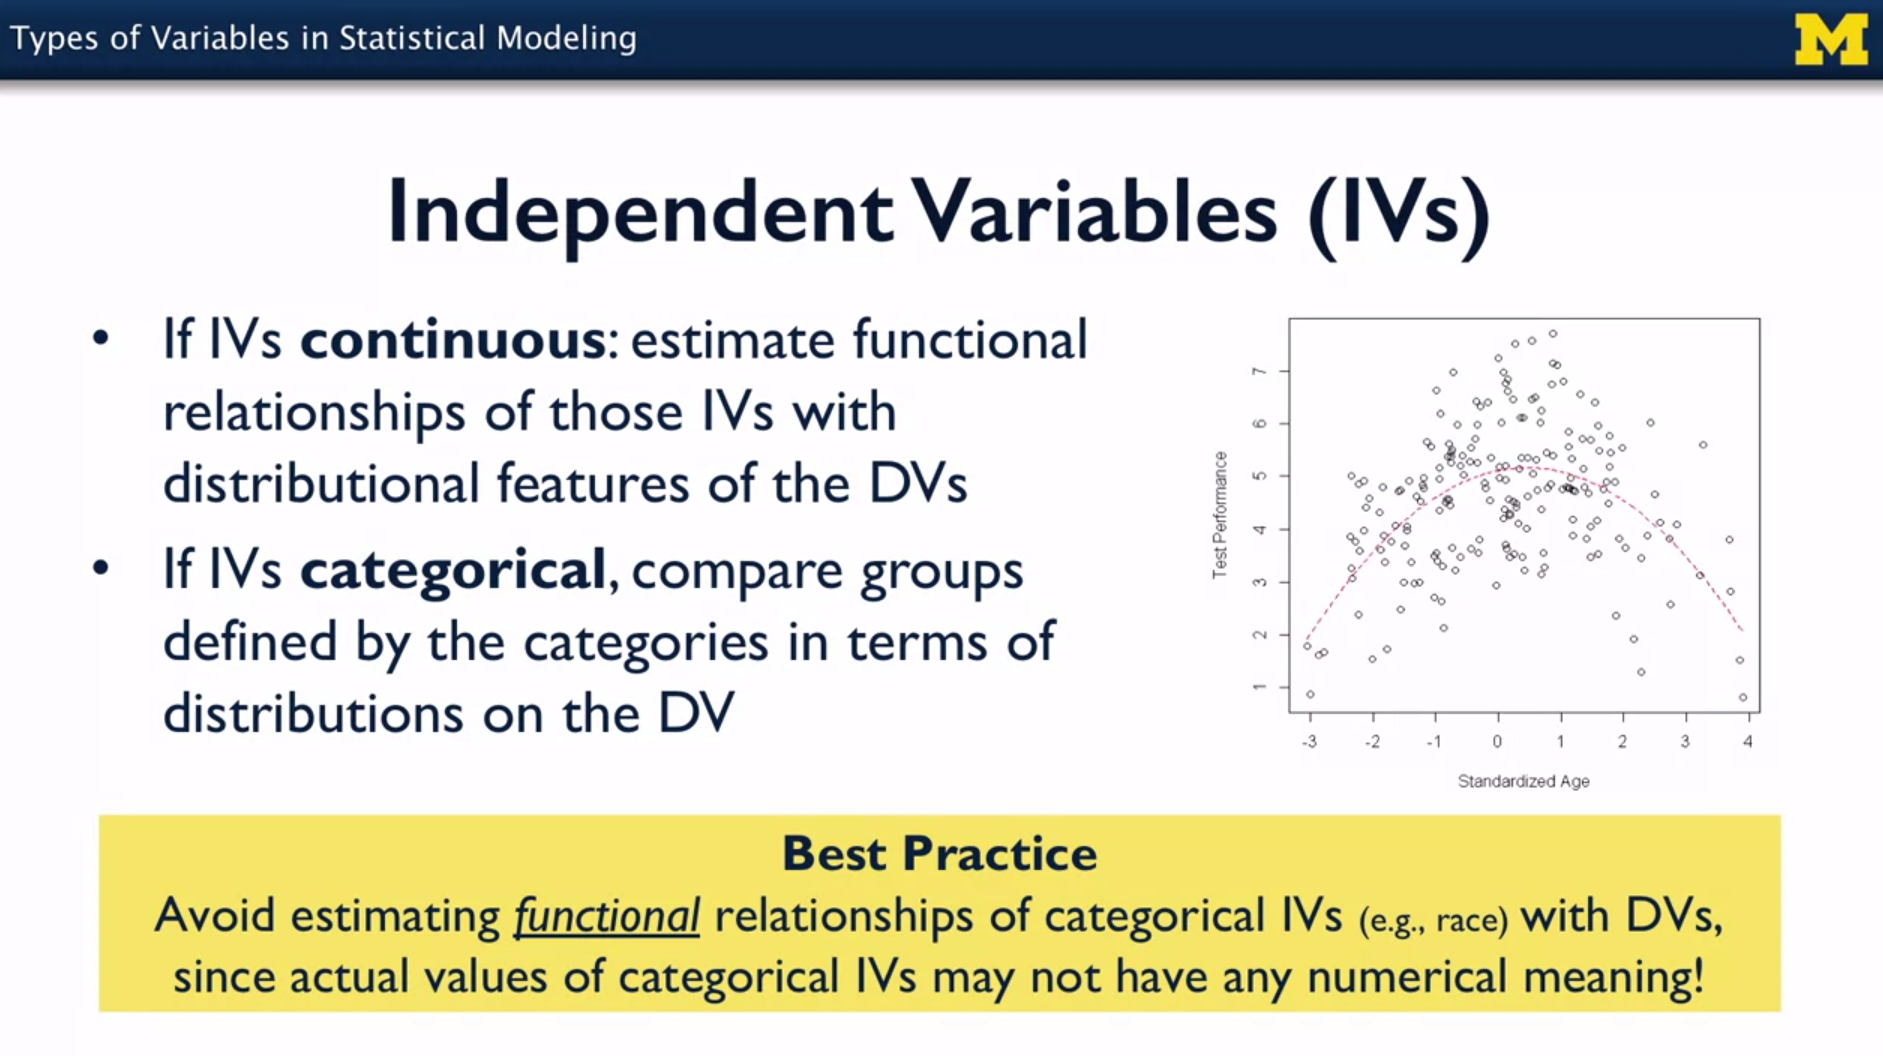 Types of Variables in Statistical Modeling
M
Independent Variables (IVs)
• If IVs continuous: estimate functional
relationships of those IVs with
distributional features of the DVs
• If IVs categorical, compare groups
defined by the categories in terms of
distributions on the DV
Test Performance
7
6
5
4
3
2
1
-3 -2 -1 0 1 2 3 4
Standardized Age
Best Practice
Avoid estimating functional relationships of categorical IVs (e.g., race) with DVs,
since actual values of categorical IVs may not have any numerical meaning!